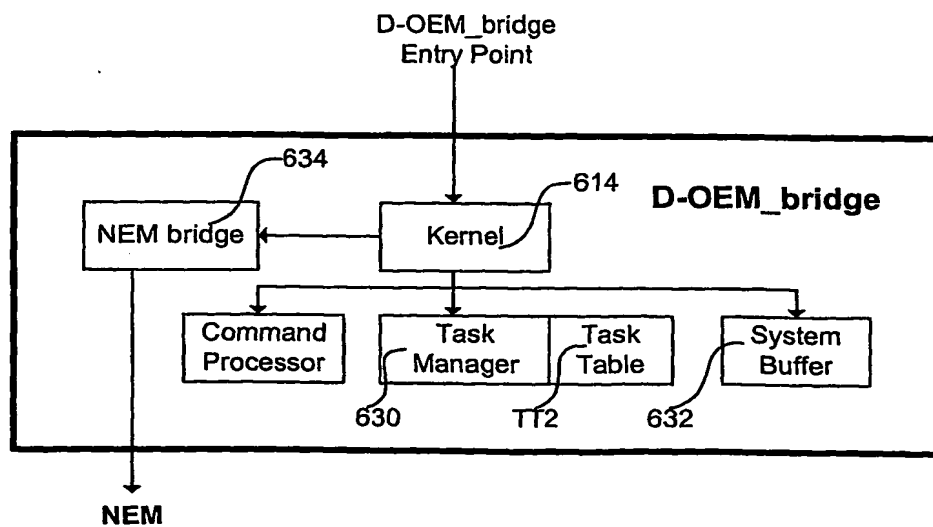 D-OEM_bridge
Entry Point
634
614
D-OEM_bridge
NEM bridge
Kernel
Command
Processor
Task
Manager
Task
Table
System
Buffer
630
TT2
632
NEM